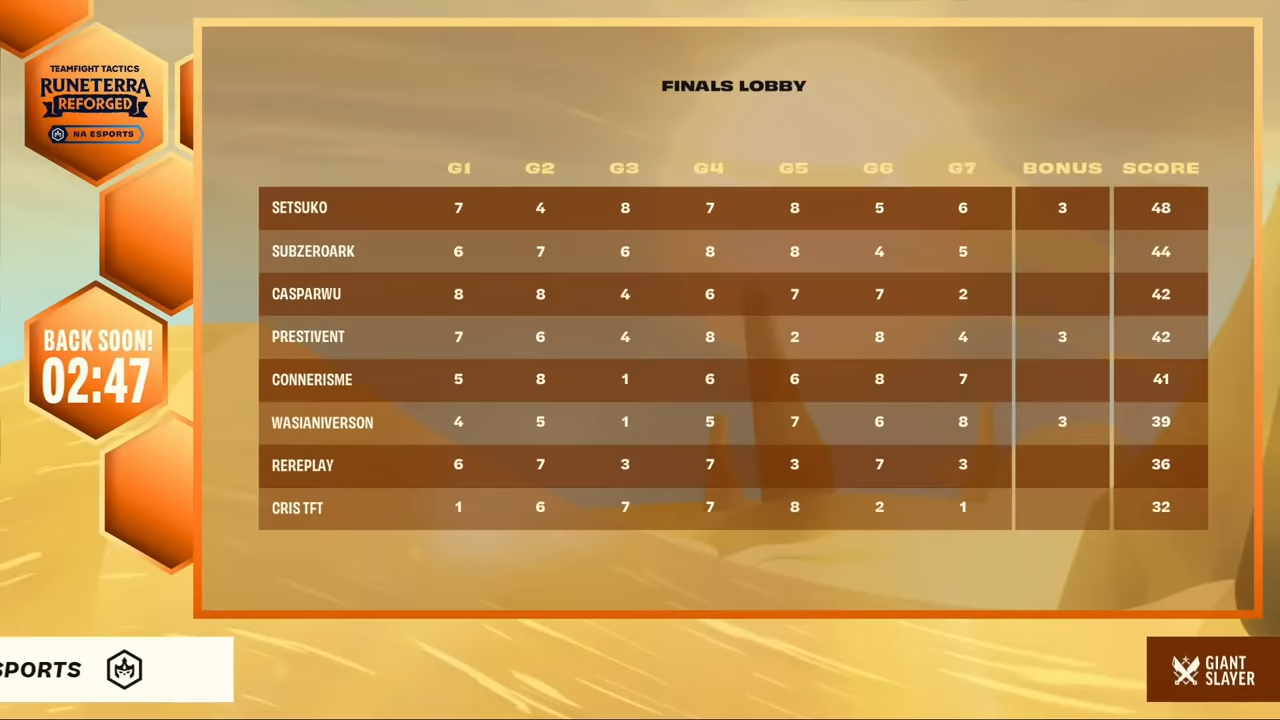 TEAMFIGHT TACTICS
RUNETERRA
REFORGED
NA ESPORTS
BACK SOON!
02:47
FINALS LOBBY
G1 G2 G3 G4 G5 G6 G7 BONUS SCORE
SETSUKO 7 4 8 7 8 5 6 3 48
SUBZEROARK 6 7 6 8 8 4 5 44
CASPARWU 8 8 4 6 7 7 2 42
PRESTIVENT 7 6 4 8 2 8 4 3 42
CONNERISME 5 8 1 6 6 8 7 41
WASIANIVERSON 4 5 1 5 7 6 8 3 39
REREPLAY 6 7 3 7 3 7 3 36
CRIS TFT 1 6 7 7 8 2 1 32
SPORTS
GIANT
SLAYER